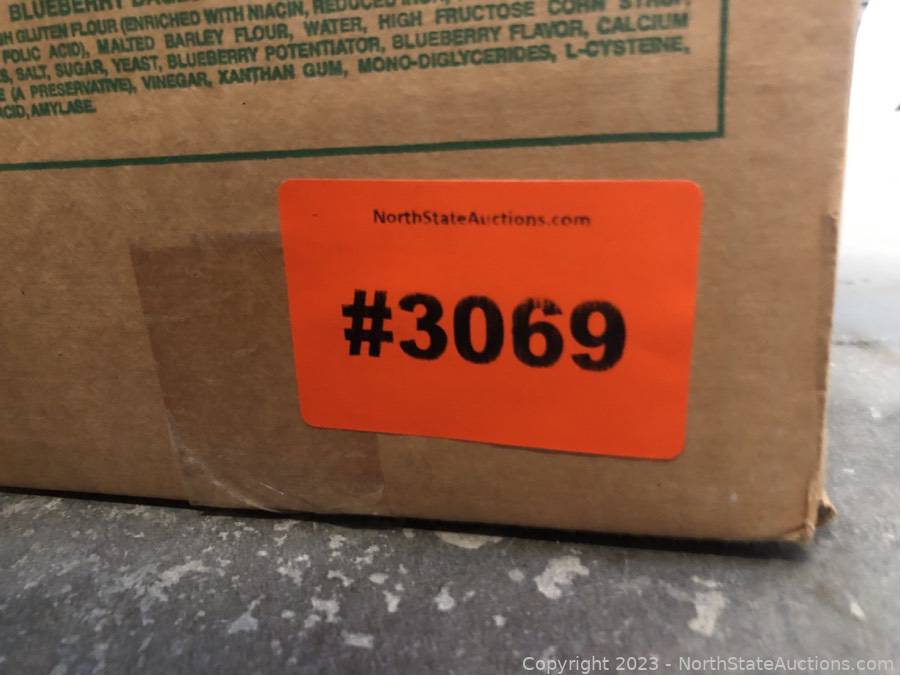 BLUEBERRY
GH GLUTEN FLOUR (ENRICHED WITH NIACIN, REDUCED
FOLIC ACID), MALTED BARLEY FLOUR, WATER, HIGH FRUCTOSE CORN SYRUP,
SALT, SUGAR, YEAST, BLUEBERRY POTENTIATOR, BLUEBERRY FLAVOR, CALCIUM
(A PRESERVATIVE), VINEGAR, XANTHAN GUM, MONO-DIGLYCERIDES, L-CYSTEINE,
ACID, AMYLASE.
NorthStateAuctions.com
#3069
Copyright 2023 - NorthStateAuctions.com